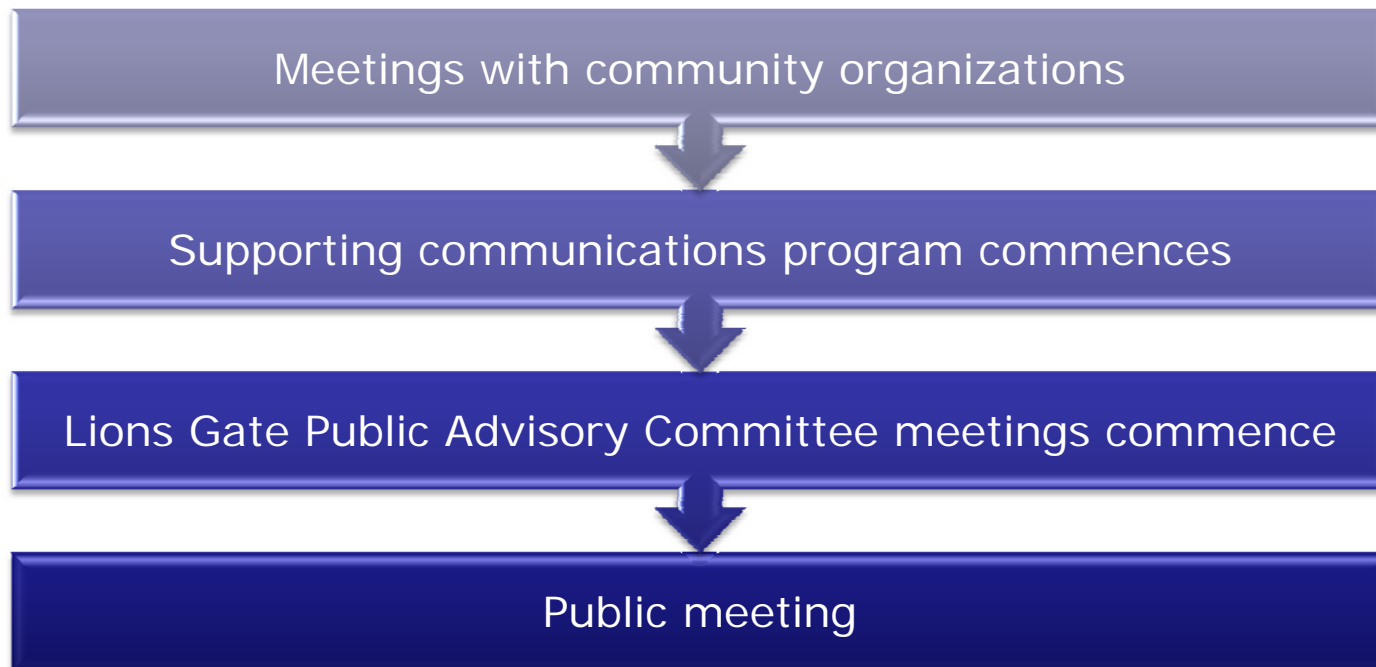 Meetings with community organizations
Supporting communications program commences
Lions Gate Public Advisory Committee meetings commence
Public meeting